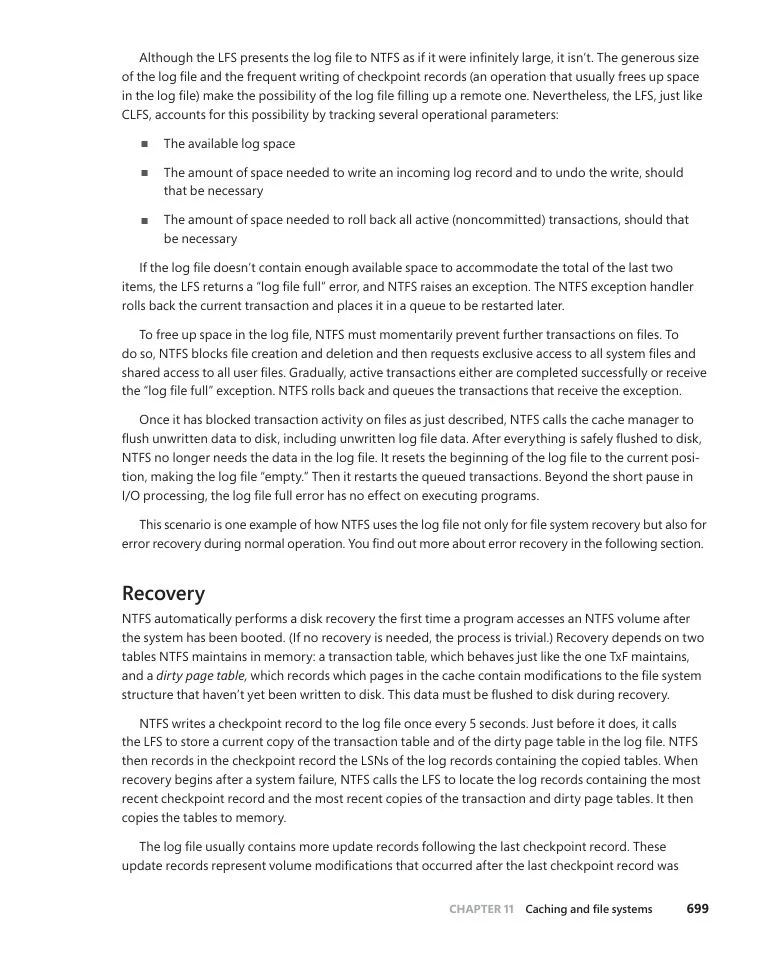 Although the LFS presents the log file to NTFS as if it were infinitely large, it isn’t. The generous size
of the log file and the frequent writing of checkpoint records (an operation that usually frees up space
in the log file) make the possibility of the log file filling up a remote one. Nevertheless, the LFS, just like
CLFS, accounts for this possibility by tracking several operational parameters:
■ The available log space
■ The amount of space needed to write an incoming log record and to undo the write, should
that be necessary
■ The amount of space needed to roll back all active (noncommitted) transactions, should that
be necessary
If the log file doesn’t contain enough available space to accommodate the total of the last two
items, the LFS returns a “log file full” error, and NTFS raises an exception. The NTFS exception handler
rolls back the current transaction and places it in a queue to be restarted later.
To free up space in the log file, NTFS must momentarily prevent further transactions on files. To
do so, NTFS blocks file creation and deletion and then requests exclusive access to all system files and
shared access to all user files. Gradually, active transactions either are completed successfully or receive
the “log file full” exception. NTFS rolls back and queues the transactions that receive the exception.
Once it has blocked transaction activity on files as just described, NTFS calls the cache manager to
flush unwritten data to disk, including unwritten log file data. After everything is safely flushed to disk,
NTFS no longer needs the data in the log file. It resets the beginning of the log file to the current posi-
tion, making the log file “empty.” Then it restarts the queued transactions. Beyond the short pause in
I/O processing, the log file full error has no effect on executing programs.
This scenario is one example of how NTFS uses the log file not only for file system recovery but also for
error recovery during normal operation. You find out more about error recovery in the following section.
Recovery
NTFS automatically performs a disk recovery the first time a program accesses an NTFS volume after
the system has been booted. (If no recovery is needed, the process is trivial.) Recovery depends on two
tables NTFS maintains in memory: a transaction table, which behaves just like the one TxF maintains,
and a dirty page table, which records which pages in the cache contain modifications to the file system
structure that haven’t yet been written to disk. This data must be flushed to disk during recovery.
NTFS writes a checkpoint record to the log file once every 5 seconds. Just before it does, it calls
the LFS to store a current copy of the transaction table and of the dirty page table in the log file. NTFS
then records in the checkpoint record the LSNs of the log records containing the copied tables. When
recovery begins after a system failure, NTFS calls the LFS to locate the log records containing the most
recent checkpoint record and the most recent copies of the transaction and dirty page tables. It then
copies the tables to memory.
The log file usually contains more update records following the last checkpoint record. These
update records represent volume modifications that occurred after the last checkpoint record was
CHAPTER 11 Caching and file systems 699